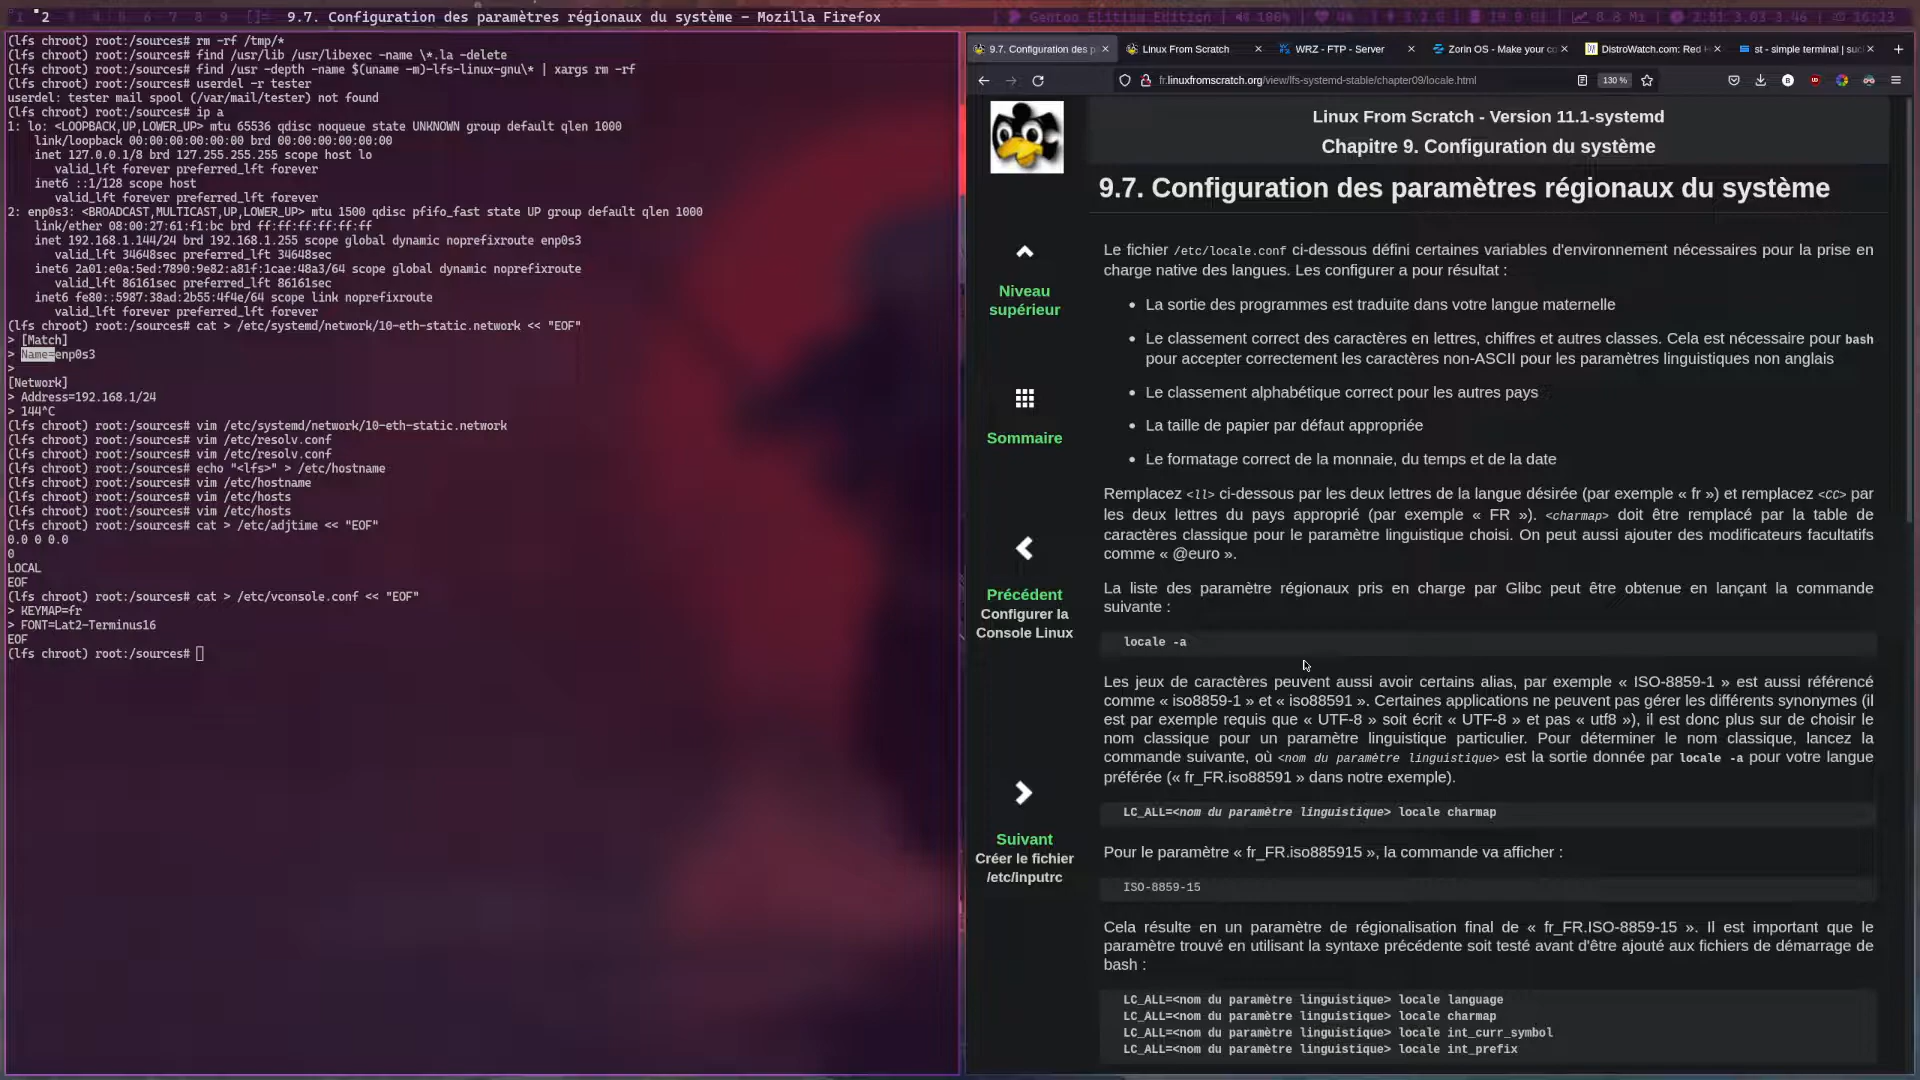 2
9.7. Configuration des paramètres régionaux du système — Mozilla Firefox
Gentoo Elitism Edition
(lfs chroot) root:/sources# rm -rf /tmp/*
(lfs chroot) root:/sources# find /usr/lib /usr/libexec -name \*.la -delete
(lfs chroot) root:/sources# find /usr -depth -name $(uname -m)-lfs-linux-gnu\* | xargs rm -rf
(lfs chroot) root:/sources# userdel -r tester
userdel: tester mail spool (/var/mail/tester) not found
(lfs chroot) root:/sources# ip a
1: lo: <LOOPBACK,UP,LOWER_UP> mtu 65536 qdisc noqueue state UNKNOWN group default qlen 1000
link/loopback 00:00:00:00:00:00 brd 00:00:00:00:00:00
inet 127.0.0.1/8 brd 127.255.255.255 scope host lo
valid_lft forever preferred_lft forever
inet6 ::1/128 scope host
valid_lft forever preferred_lft forever
2: enp0s3: <BROADCAST,MULTICAST,UP,LOWER_UP> mtu 1500 qdisc pfifo_fast state UP group default qlen 1000
link/ether 08:00:27:61:f1:bc brd ff:ff:ff:ff:ff:ff
inet 192.168.1.144/24 brd 192.168.1.255 scope global dynamic noprefixroute enp0s3
valid_lft 34648sec preferred_lft 34648sec
inet6 2a01:e0a:5ed:7890:9e82:a81f:1cae:48a3/64 scope global dynamic noprefixroute
valid_lft 86161sec preferred_lft 86161sec
inet6 fe80::5987:38ad:2b55:4f4e/64 scope link noprefixroute
valid_lft forever preferred_lft forever
(lfs chroot) root:/sources# cat > /etc/systemd/network/10-eth-static.network << "EOF"
> [Match]
> Name=enp0s3
>
[Network]
> Address=192.168.1/24
> 144^C
(lfs chroot) root:/sources# vim /etc/systemd/network/10-eth-static.network
(lfs chroot) root:/sources# vim /etc/resolv.conf
(lfs chroot) root:/sources# vim /etc/resolv.conf
(lfs chroot) root:/sources# echo "<lfs>" > /etc/hostname
(lfs chroot) root:/sources# vim /etc/hostname
(lfs chroot) root:/sources# vim /etc/hosts
(lfs chroot) root:/sources# vim /etc/hosts
(lfs chroot) root:/sources# cat > /etc/adjtime << "EOF"
0.0 0 0.0
0
LOCAL
EOF
(lfs chroot) root:/sources# cat > /etc/vconsole.conf << "EOF"
> KEYMAP=fr
> FONT=Lat2-Terminus16
EOF
(lfs chroot) root:/sources#
9.7. Configuration des p
Linux From Scratch
WRZ - FTP - Server
Zorin OS - Make your co
DistroWatch.com: Red H
st - simple terminal | suc
fr.linuxfromscratch.org/view/lfs-systemd-stable/chapter09/locale.html
130 %
Linux From Scratch - Version 11.1-systemd
Chapitre 9. Configuration du système
9.7. Configuration des paramètres régionaux du système
Niveau
supérieur
Sommaire
Précédent
Configurer la
Console Linux
Suivant
Créer le fichier
/etc/inputrc
Le fichier /etc/locale.conf ci-dessous défini certaines variables d'environnement nécessaires pour la prise en
charge native des langues. Les configurer a pour résultat :
• La sortie des programmes est traduite dans votre langue maternelle
• Le classement correct des caractères en lettres, chiffres et autres classes. Cela est nécessaire pour bash
pour accepter correctement les caractères non-ASCII pour les paramètres linguistiques non anglais
• Le classement alphabétique correct pour les autres pays
• La taille de papier par défaut appropriée
• Le formatage correct de la monnaie, du temps et de la date
Remplacez <ll> ci-dessous par les deux lettres de la langue désirée (par exemple « fr ») et remplacez <CC> par
les deux lettres du pays approprié (par exemple « FR »). <charmap> doit être remplacé par la table de
caractères classique pour le paramètre linguistique choisi. On peut aussi ajouter des modificateurs facultatifs
comme « @euro ».
La liste des paramètre régionaux pris en charge par Glibc peut être obtenue en lançant la commande
suivante :
locale -a
Les jeux de caractères peuvent aussi avoir certains alias, par exemple « ISO-8859-1 » est aussi référencé
comme « iso8859-1 » et « iso88591 ». Certaines applications ne peuvent pas gérer les différents synonymes (il
est par exemple requis que « UTF-8 » soit écrit « UTF-8 » et pas « utf8 »), il est donc plus sur de choisir le
nom classique pour un paramètre linguistique particulier. Pour déterminer le nom classique, lancez la
commande suivante, où <nom du paramètre linguistique> est la sortie donnée par locale -a pour votre langue
préférée (« fr_FR.iso88591 » dans notre exemple).
LC_ALL=<nom du paramètre linguistique> locale charmap
Pour le paramètre « fr_FR.iso885915 », la commande va afficher :
ISO-8859-15
Cela résulte en un paramètre de régionalisation final de « fr_FR.ISO-8859-15 ». Il est important que le
paramètre trouvé en utilisant la syntaxe précédente soit testé avant d'être ajouté aux fichiers de démarrage de
bash :
LC_ALL=<nom du paramètre linguistique> locale language
LC_ALL=<nom du paramètre linguistique> locale charmap
LC_ALL=<nom du paramètre linguistique> locale int_curr_symbol
LC_ALL=<nom du paramètre linguistique> locale int_prefix